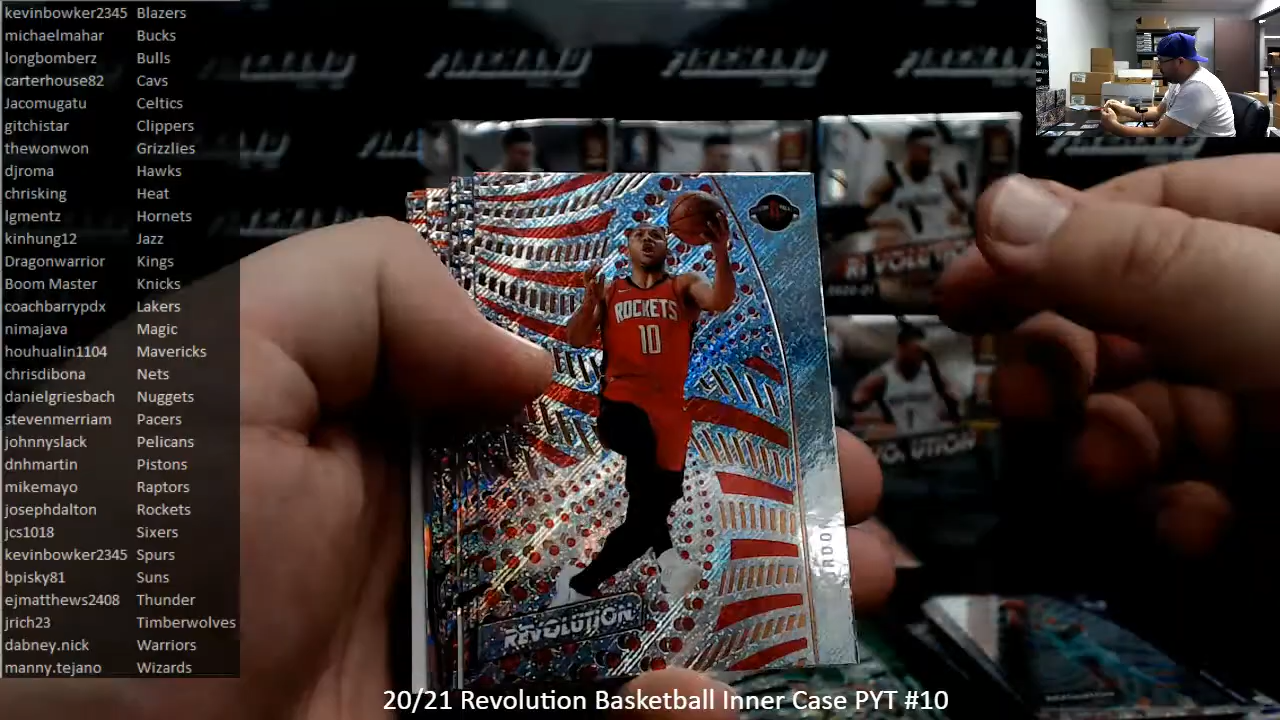 kevinbowker2345 Blazers
michaelmahar Bucks
longbomberz Bulls
carterhouse82 Cavs
Jacomugatu Celtics
gitchistar Clippers
thewonwon Grizzlies
djroma Hawks
chrisking Heat
lgmentz Hornets
kinhung12 Jazz
Dragonwarrior Kings
Boom Master Knicks
coachbarrypdx Lakers
nimajava Magic
houhualin1104 Mavericks
chrisdibona Nets
danielgriesbach Nuggets
stevenmerriam Pacers
johnnyslack Pelicans
dnhmartin Pistons
mikemayo Raptors
josephdalton Rockets
jcs1018 Sixers
kevinbowker2345 Spurs
bpisky81 Suns
ejmatthews2408 Thunder
jrich23 Timberwolves
dabney.nick Warriors
manny.tejano Wizards
ROCKETS
10
REVOLUTION
20/21 Revolution Basketball Inner Case PYT #10